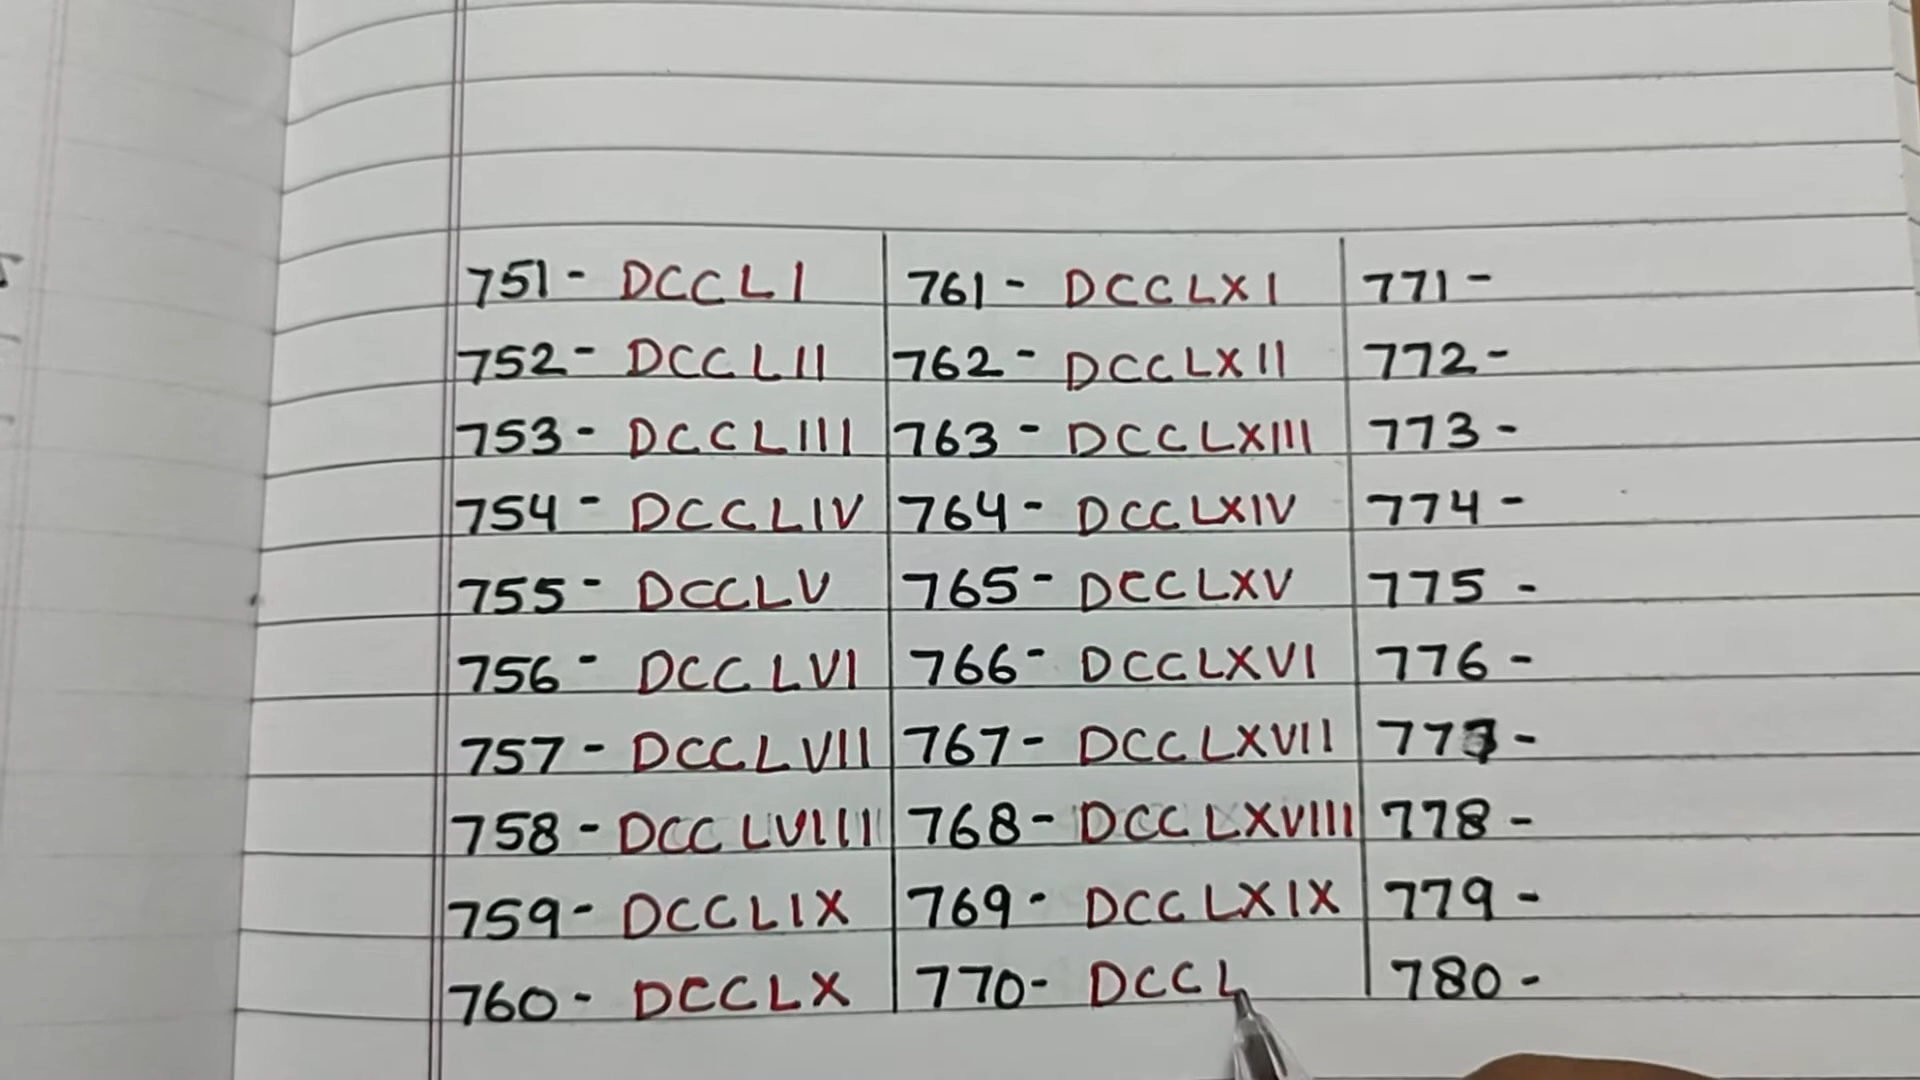 751 - DCCLI 761 - DCCLXI 771 -
752 - DCCLII 762 - DCCLXII 772 -
753 - DCCLIII 763 - DCCLXIII 773 -
754 - DCCLIV 764 - DCCLXIV 774 -
755 - DCCLV 765 - DCCLXV 775 -
756 - DCCLVI 766 - DCCLXVI 776 -
757 - DCCLVII 767 - DCCLXVII 777 -
758 - DCCLVIII 768 - DCCLXVIII 778 -
759 - DCCLIX 769 - DCCLXIX 779 -
760 - DCCLX 770 - DCCL 780 -